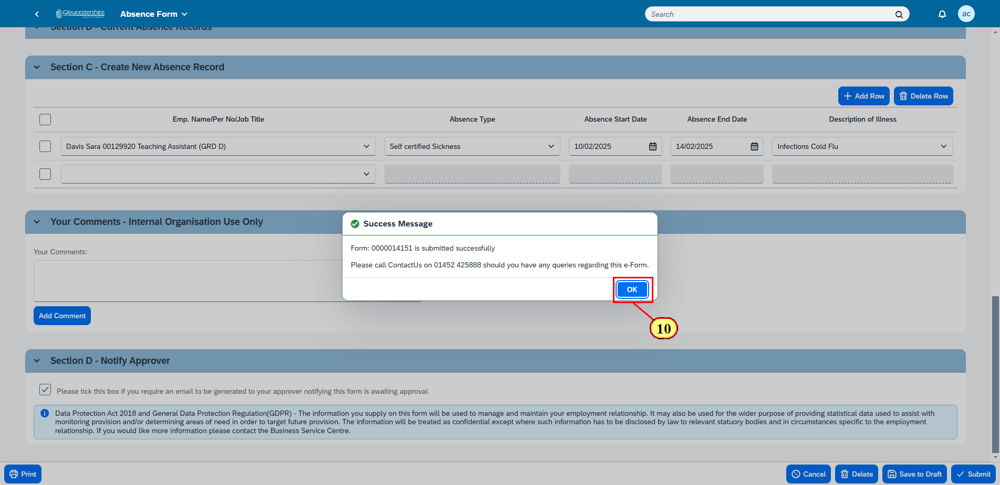 Gloucestershire
COUNTY COUNCIL
Absence Form
Search
ac
Section B - Current Absence Records
Section C - Create New Absence Record
Add Row
Delete Row
Emp. Name/Per No/Job Title
Absence Type
Absence Start Date
Absence End Date
Description of Illness
Davis Sara 00129920 Teaching Assistant (GRD D)
Self certified Sickness
10/02/2025
14/02/2025
Infections Cold Flu
Your Comments - Internal Organisation Use Only
Your Comments:
Add Comment
Success Message
Form: 0000014151 is submitted successfully
Please call ContactUs on 01452 425888 should you have any queries regarding this e-Form.
OK
10
Section D - Notify Approver
Please tick this box if you require an email to be generated to your approver notifying this form is awaiting approval
Data Protection Act 2018 and General Data Protection Regulation(GDPR) - The information you supply on this form will be used to manage and maintain your employment relationship. It may also be used for the wider purpose of providing statistical data used to assist with
monitoring provision and/or determining areas of need in order to target future provision. The information will be treated as confidential except where such information has to be disclosed by law to relevant statuory bodies and in circumstances specific to the employment
relationship. If you would like more information please contact the Business Service Centre.
Print
Cancel
Delete
Save to Draft
Submit